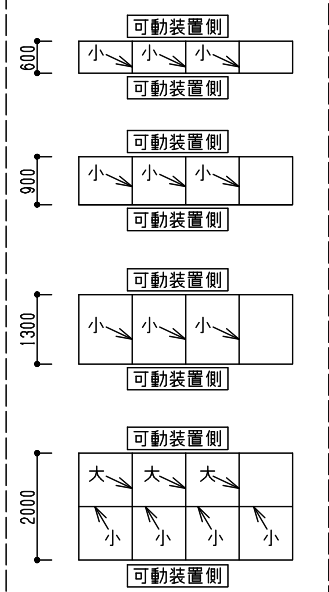 可動装置側
600
小 小 小
可動装置側
可動装置側
900
小 小 小
可動装置側
可動装置側
1300
小 小 小
可動装置側
可動装置側
2000
大 大 大
小 小 小 小
可動装置側